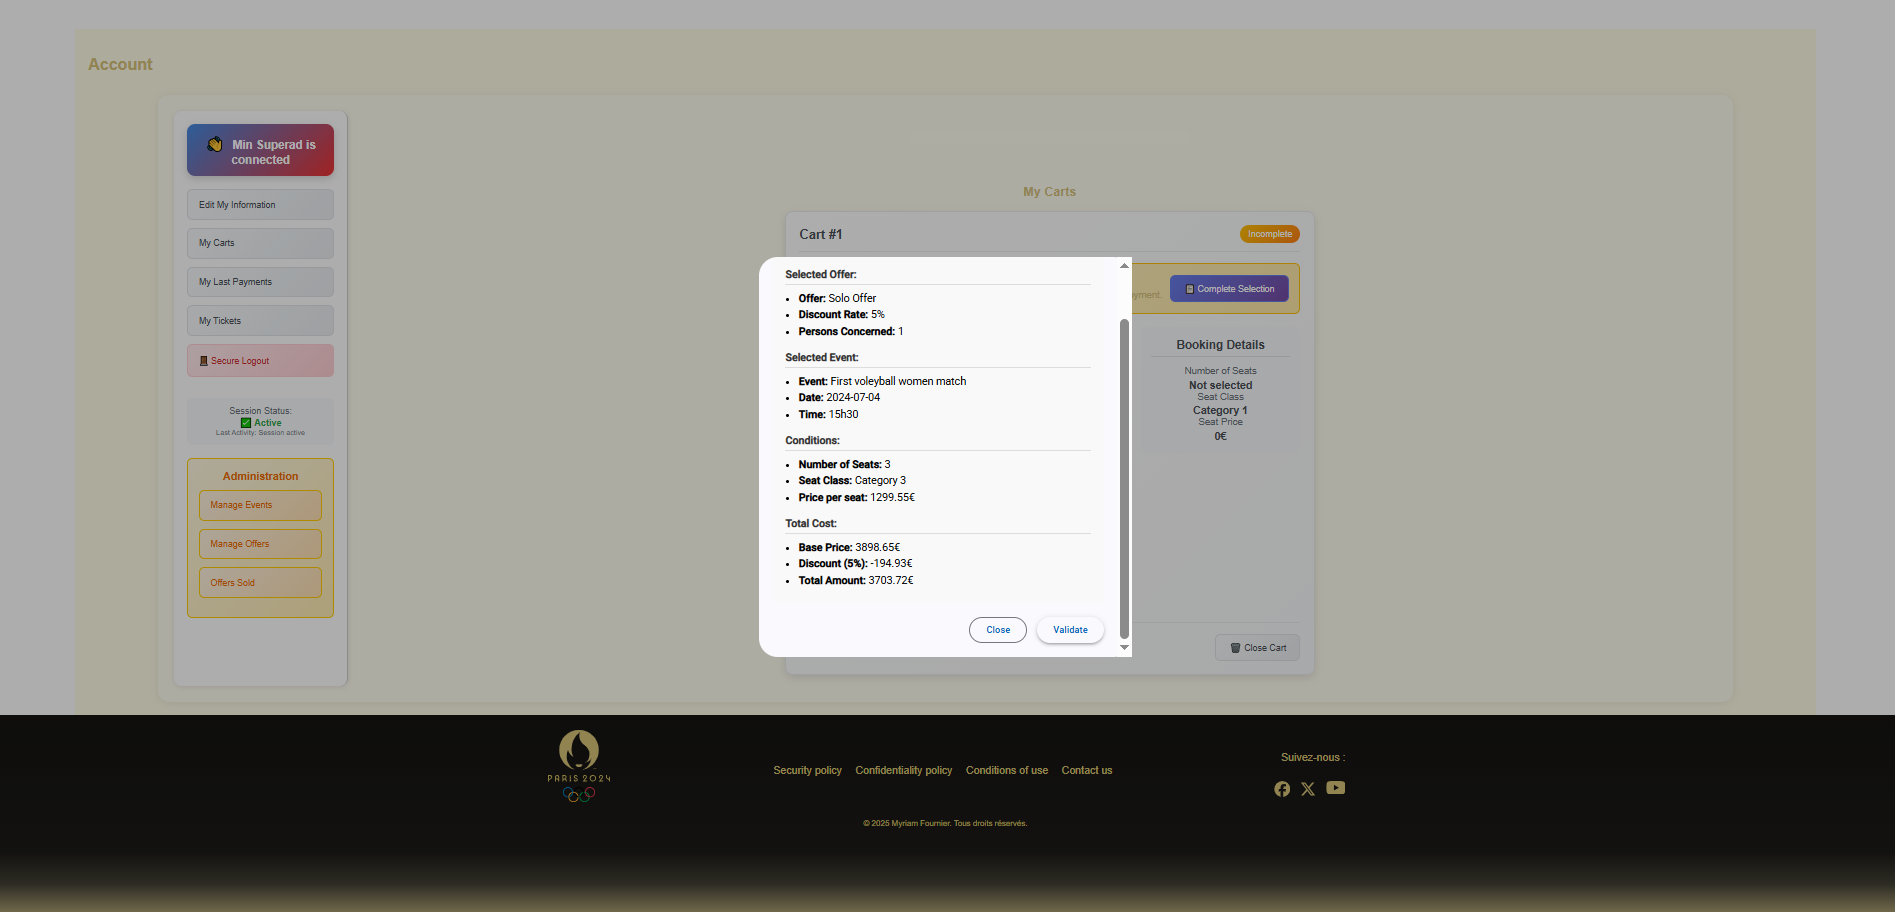 Account
Min Superad is
connected
Edit My Information
My Carts
My Last Payments
My Tickets
Secure Logout
Session Status:
✅ Active
Last Activity: Session active
Administration
Manage Events
Manage Offers
Offers Sold
My Carts
Cart #1
Incomplete
yment.
Complete Selection
Booking Details
Number of Seats
Not selected
Seat Class
Category 1
Seat Price
0€
Close Cart
Selected Offer:
• Offer: Solo Offer
• Discount Rate: 5%
• Persons Concerned: 1
Selected Event:
• Event: First voleyball women match
• Date: 2024-07-04
• Time: 15h30
Conditions:
• Number of Seats: 3
• Seat Class: Category 3
• Price per seat: 1299.55€
Total Cost:
• Base Price: 3898.65€
• Discount (5%): -194.93€
• Total Amount: 3703.72€
Close
Validate
PARIS 2024
Security policy
Confidentiality policy
Conditions of use
Contact us
Suivez-nous :
© 2025 Myriam Fournier. Tous droits réservés.